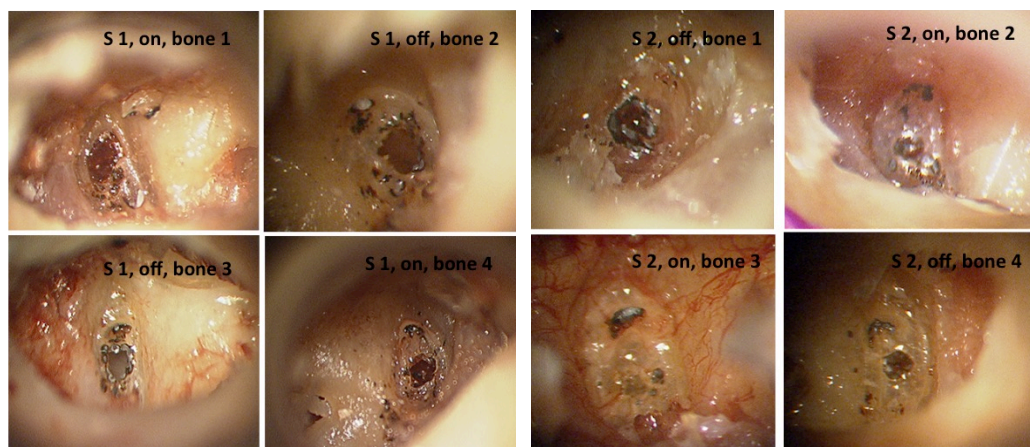 S 1, on, bone 1
S 1, off, bone 2
S 2, off, bone 1
S 2, on, bone 2
S 1, off, bone 3
S 1, on, bone 4
S 2, on, bone 3
S 2, off, bone 4